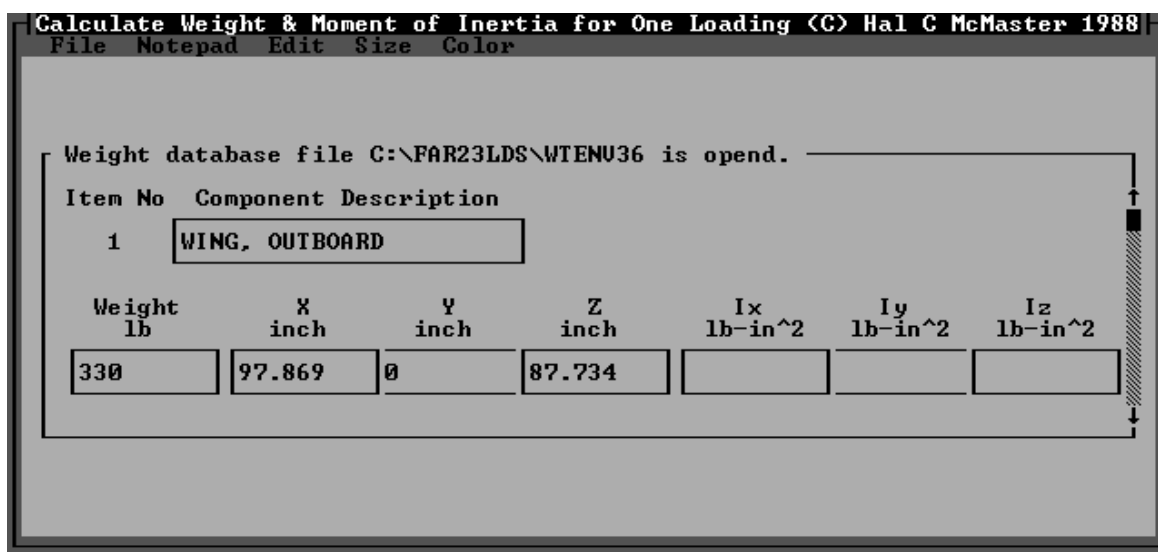 Calculate Weight & Moment of Inertia for One Loading (C) Hal C McMaster 1988
File Notepad Edit Size Color
Weight database file C:\FAR23LDS\WTENV36 is opend.
Item No Component Description
1 WING, OUTBOARD
Weight X Y Z Ix Iy Iz
lb inch inch inch lb-in^2 lb-in^2 lb-in^2
330 97.869 0 87.734